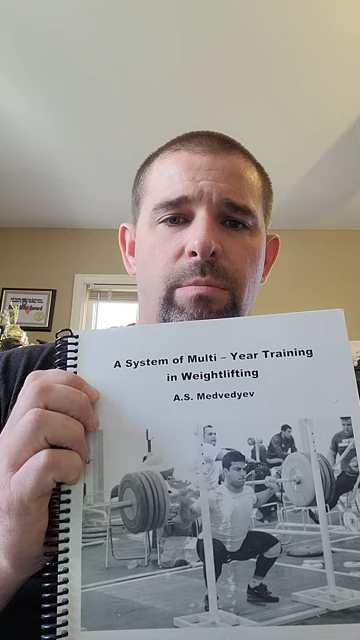 A System of Multi – Year Training
in Weightlifting
A.S. Medvedyev